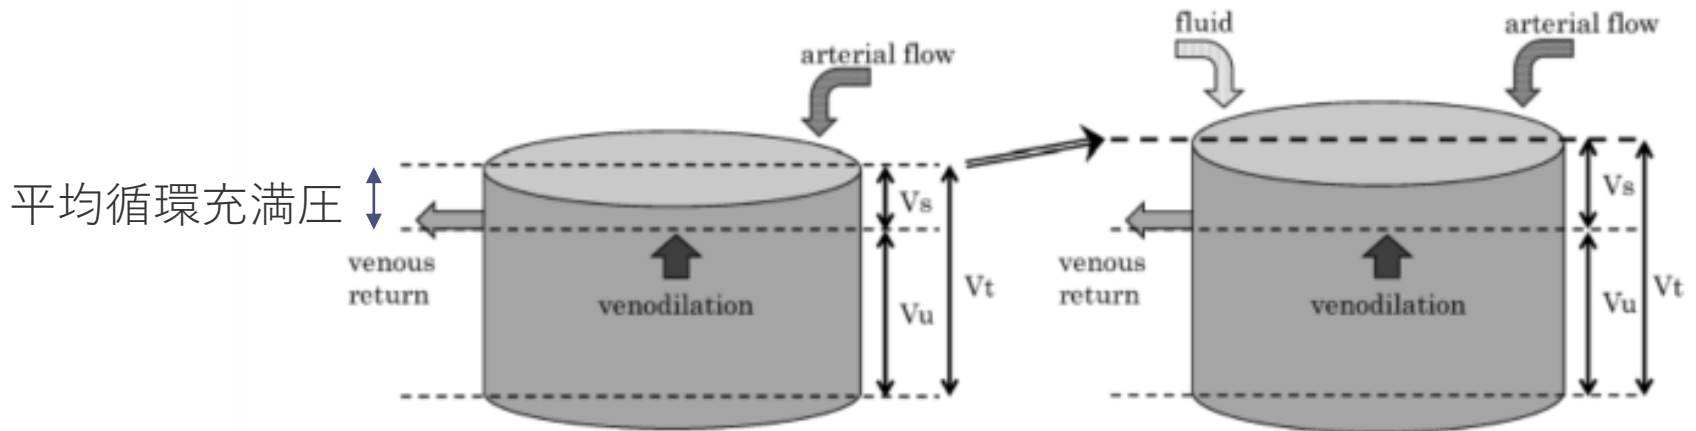 fluid
arterial flow
arterial flow
平均循環充満圧
Vs
venous
return
venodilation
Vu
Vt
Vs
venous
return
venodilation
Vu
Vt